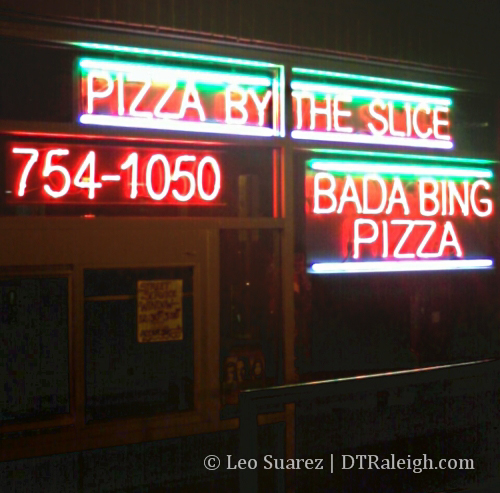 PIZZA BY THE SLICE
754-1050
BADA BING
PIZZA
© Leo Suarez | DTRaleigh.com